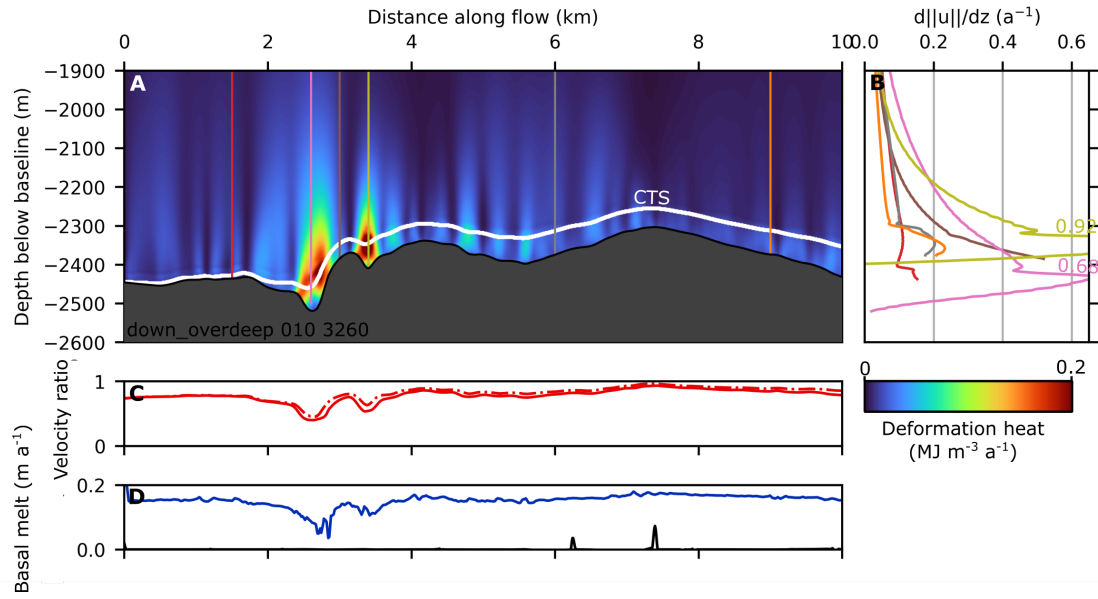 Distance along flow (km)
d||u||/dz (a⁻¹)
0 2 4 6 8 10
0.0 0.2 0.4 0.6
A
B
Depth below baseline (m)
−1900
−2000
−2100
−2200
−2300
−2400
−2500
−2600
CTS
0.92
0.68
down_overdeep 010 3260
C
Velocity ratio
1
0
0 0.2
Deformation heat
(MJ m⁻³ a⁻¹)
D
Basal melt (m a⁻¹)
0.2
0.0